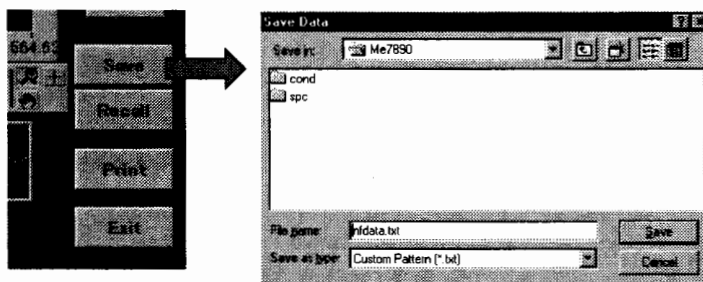 664.62
Save
Recall
Print
Exit
Save Data
Save in:
Me7890
cond
spc
File name:
nfdata.txt
Save
Save as type:
Custom Pattern (*.txt)
Cancel